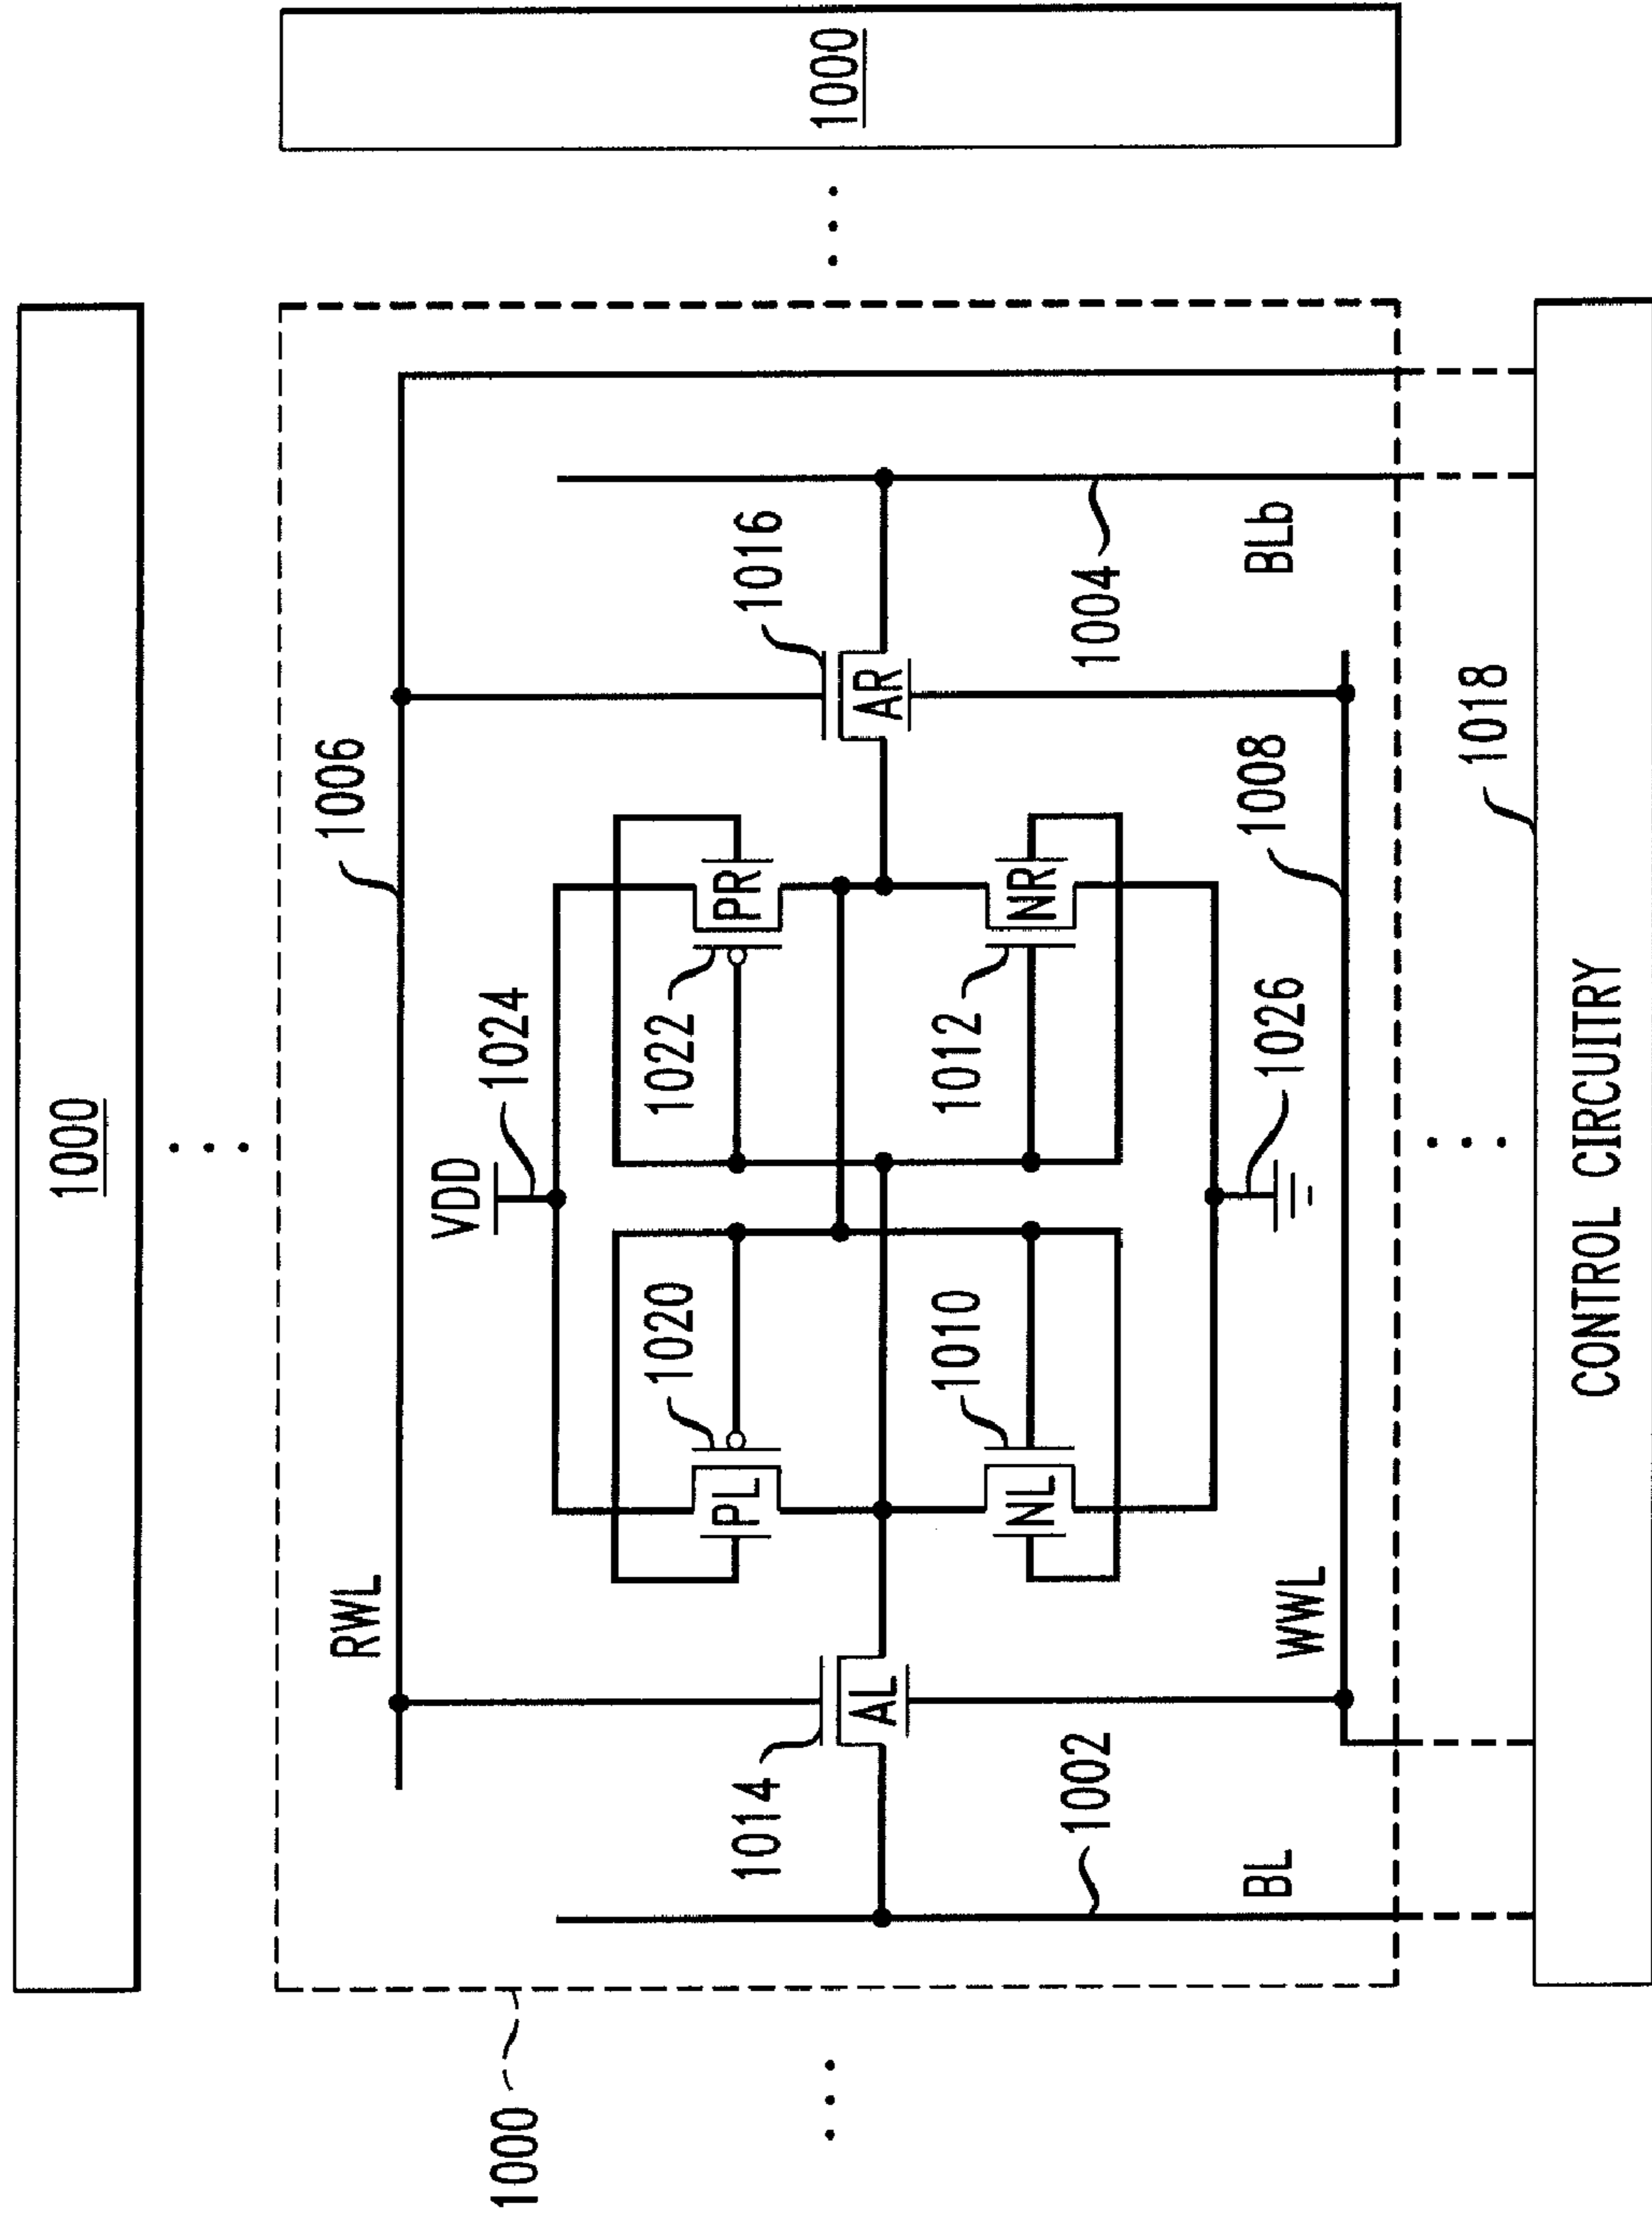 1000
RWL
1006
VDD
1024
1000
1020
1022
PL
PR
1014
1016
1000
AL
AR
1010
1012
NL
NR
1002
1004
BL
WWL
1026
1008
BLb
1018
CONTROL CIRCUITRY